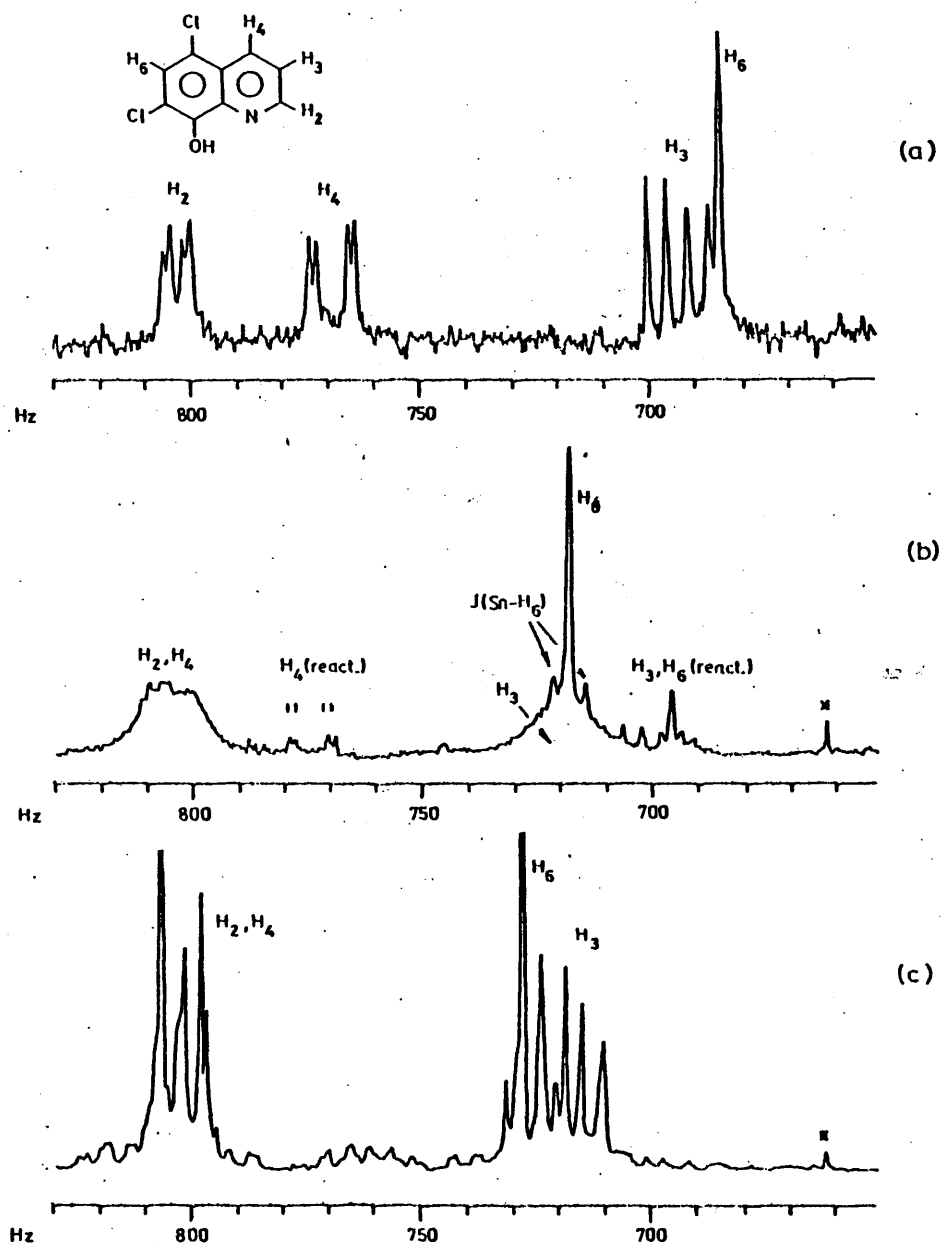 Cl
H4
H6
H3
Cl
N
H2
OH
H6
(a)
H3
H2
H4
Hz
800
750
700
H6
(b)
J(Sn-H6)
H2,H4
H4(react.)
H3
H3,H6(react.)
x
Hz
800
750
700
H6
H2,H4
H3
(c)
x
Hz
800
750
700